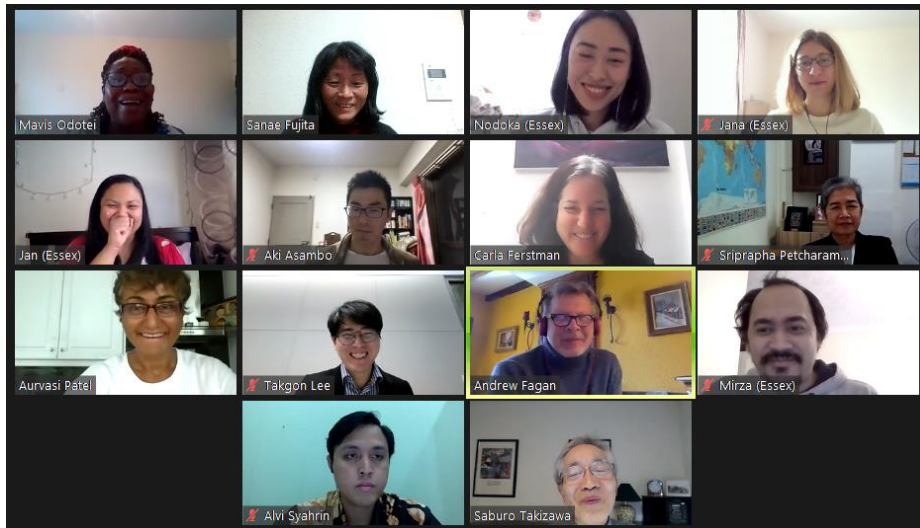 Mavis Odotei
Sanae Fujita
Nodoka (Essex)
Jana (Essex)
Jan (Essex)
Aki Asambo
Carla Ferstman
Sriprapha Petcharam...
Aurvasi Patel
Takgon Lee
Andrew Fagan
Mirza (Essex)
Alvi Syahrin
Saburo Takizawa